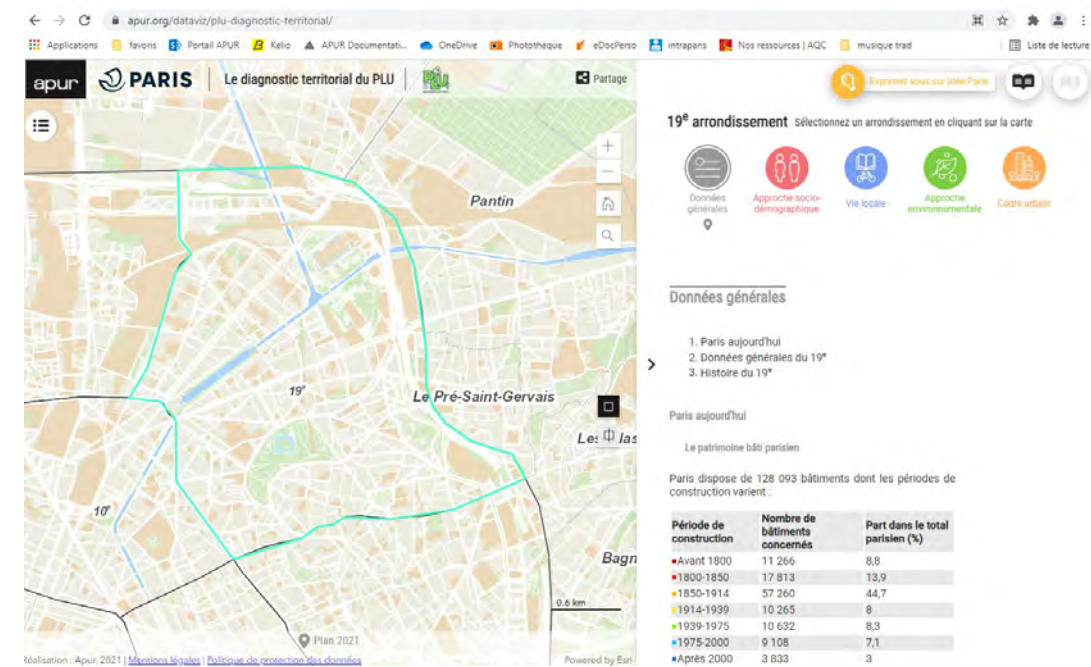 apur.org/dataviz/plu-diagnostic-territorial/
Applications favoris Portail APUR Kelio APUR Documentati... OneDrive Photothèque eDocPerso intraparis Nos ressources | AQC musique trad Liste de lecture
apur PARIS Le diagnostic territorial du PLU PLU Partage
Exprimez vous sur Idée Paris
19e arrondissement Sélectionnez un arrondissement en cliquant sur la carte
Données générales
Approche socio-démographique
Vie locale
Approche environnementale
Cadre urbain
Pantin
19e
Le Pré-Saint-Gervais
Les
las
10e
Bagn
0.6 km
Plan 2021
Réalisation : Apur, 2021 | Mentions légales | Politique de protection des données
Powered by Esri
Données générales
1. Paris aujourd'hui
2. Données générales du 19e
3. Histoire du 19e
Paris aujourd'hui
Le patrimoine bâti parisien
Paris dispose de 128 093 bâtiments dont les périodes de
construction varient :
Période de construction Nombre de bâtiments concernés Part dans le total parisien (%)
Avant 1800 11 266 8,8
1800-1850 17 813 13,9
1850-1914 57 260 44,7
1914-1939 10 265 8
1939-1975 10 632 8,3
1975-2000 9 108 7,1
Après 2000 3 833 3